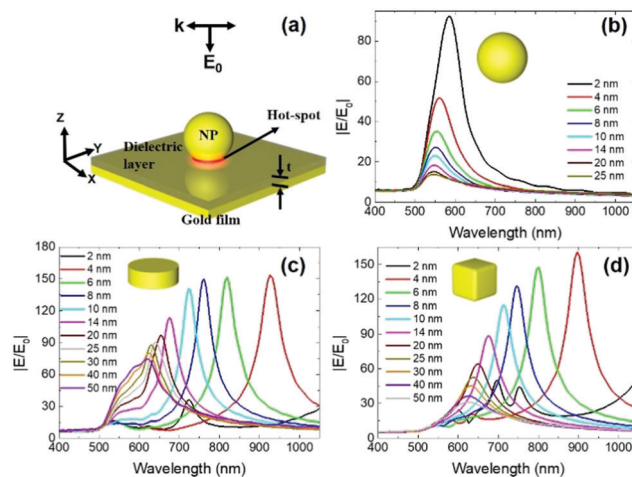 (a)
k
E0
Z
Y
X
NP
Hot-spot
Dielectric
layer
t
Gold film
(b)
|E/E0|
80
60
40
20
0
2 nm
4 nm
6 nm
8 nm
10 nm
14 nm
20 nm
25 nm
400 500 600 700 800 900 1000
Wavelength (nm)
(c)
|E/E0|
180
150
120
90
60
30
0
2 nm
4 nm
6 nm
8 nm
10 nm
14 nm
20 nm
25 nm
30 nm
40 nm
50 nm
400 500 600 700 800 900 1000
Wavelength (nm)
(d)
|E/E0|
150
120
90
60
30
0
2 nm
4 nm
6 nm
8 nm
10 nm
14 nm
20 nm
25 nm
30 nm
40 nm
50 nm
400 500 600 700 800 900 1000
Wavelength (nm)